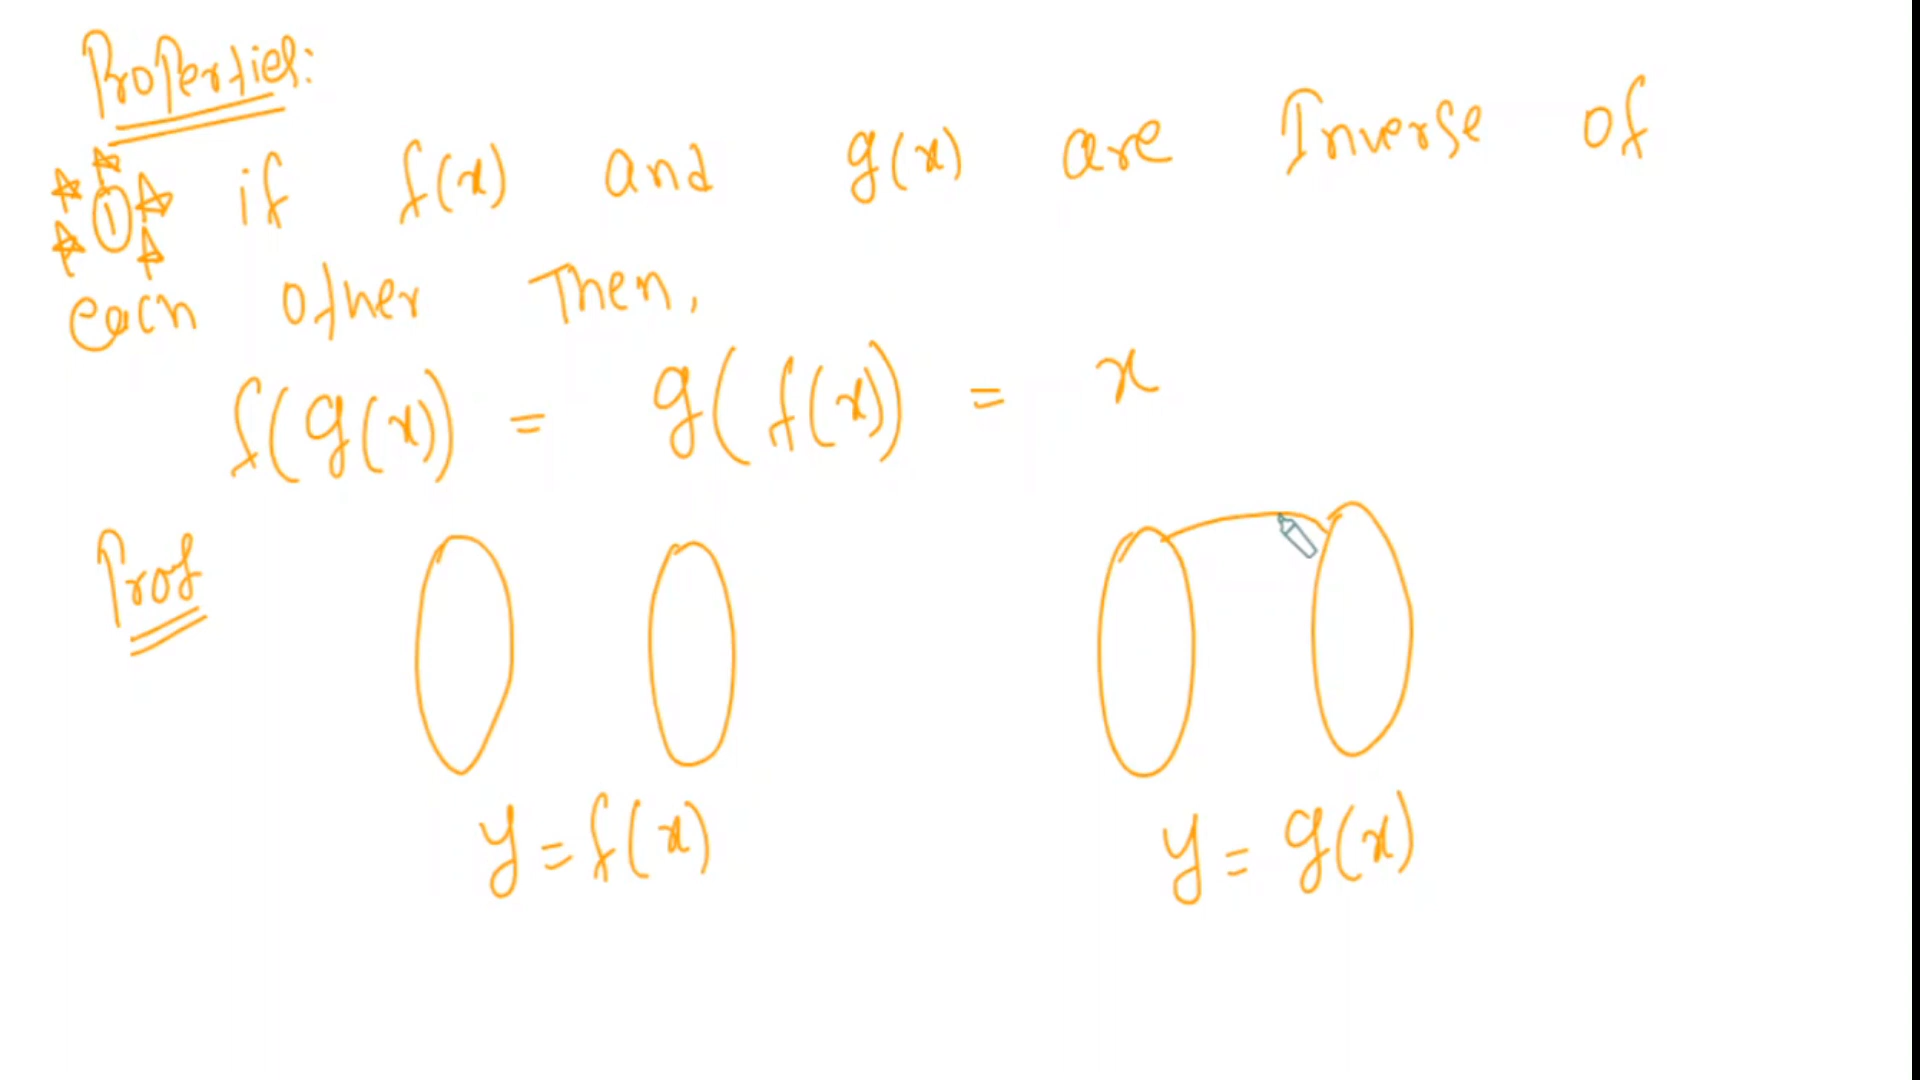 Properties:
① if f(x) and g(x) are Inverse of
each other Then,
f(g(x)) = g(f(x)) = x
Prof
y=f(x) y=g(x)